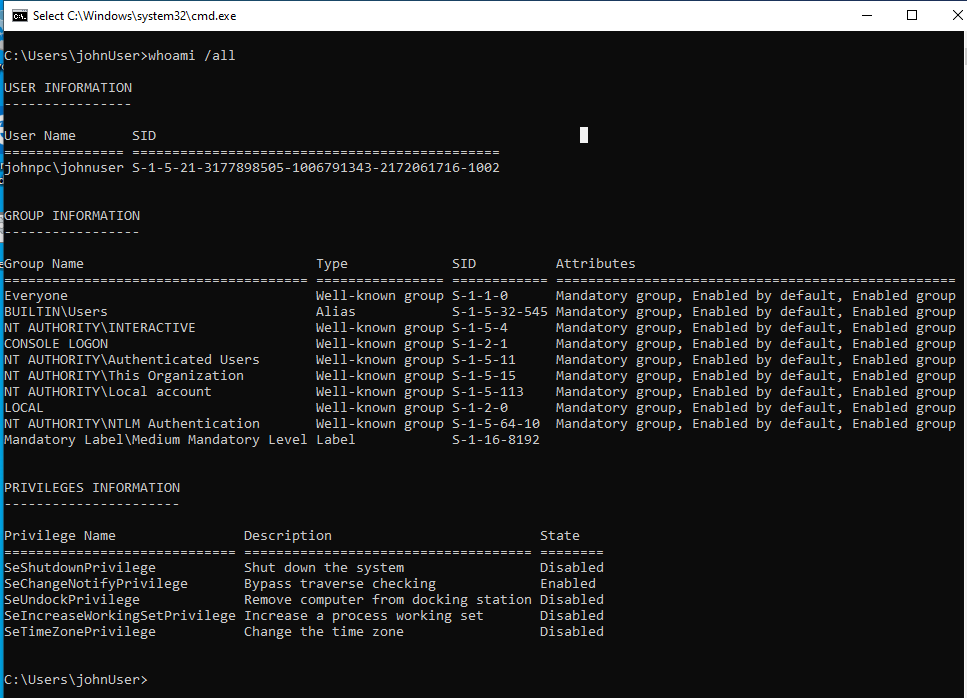 Select C:\Windows\system32\cmd.exe
C:\Users\johnUser>whoami /all
USER INFORMATION
----------------
User Name      SID
=============== ==============================================
johnpc\johnuser S-1-5-21-3177898505-1006791343-2172061716-1002
GROUP INFORMATION
-----------------
Group Name                             Type             SID          Attributes
====================================== ================ ============ ==================================================
Everyone                               Well-known group S-1-1-0      Mandatory group, Enabled by default, Enabled group
BUILTIN\Users                          Alias            S-1-5-32-545 Mandatory group, Enabled by default, Enabled group
NT AUTHORITY\INTERACTIVE               Well-known group S-1-5-4      Mandatory group, Enabled by default, Enabled group
CONSOLE LOGON                          Well-known group S-1-2-1      Mandatory group, Enabled by default, Enabled group
NT AUTHORITY\Authenticated Users       Well-known group S-1-5-11     Mandatory group, Enabled by default, Enabled group
NT AUTHORITY\This Organization         Well-known group S-1-5-15     Mandatory group, Enabled by default, Enabled group
NT AUTHORITY\Local account             Well-known group S-1-5-113    Mandatory group, Enabled by default, Enabled group
LOCAL                                  Well-known group S-1-2-0      Mandatory group, Enabled by default, Enabled group
NT AUTHORITY\NTLM Authentication       Well-known group S-1-5-64-10  Mandatory group, Enabled by default, Enabled group
Mandatory Label\Medium Mandatory Level Label            S-1-16-8192
PRIVILEGES INFORMATION
----------------------
Privilege Name                Description                          State
============================= ==================================== ========
SeShutdownPrivilege           Shut down the system                 Disabled
SeChangeNotifyPrivilege       Bypass traverse checking             Enabled
SeUndockPrivilege             Remove computer from docking station Disabled
SeIncreaseWorkingSetPrivilege Increase a process working set       Disabled
SeTimeZonePrivilege           Change the time zone                 Disabled
C:\Users\johnUser>